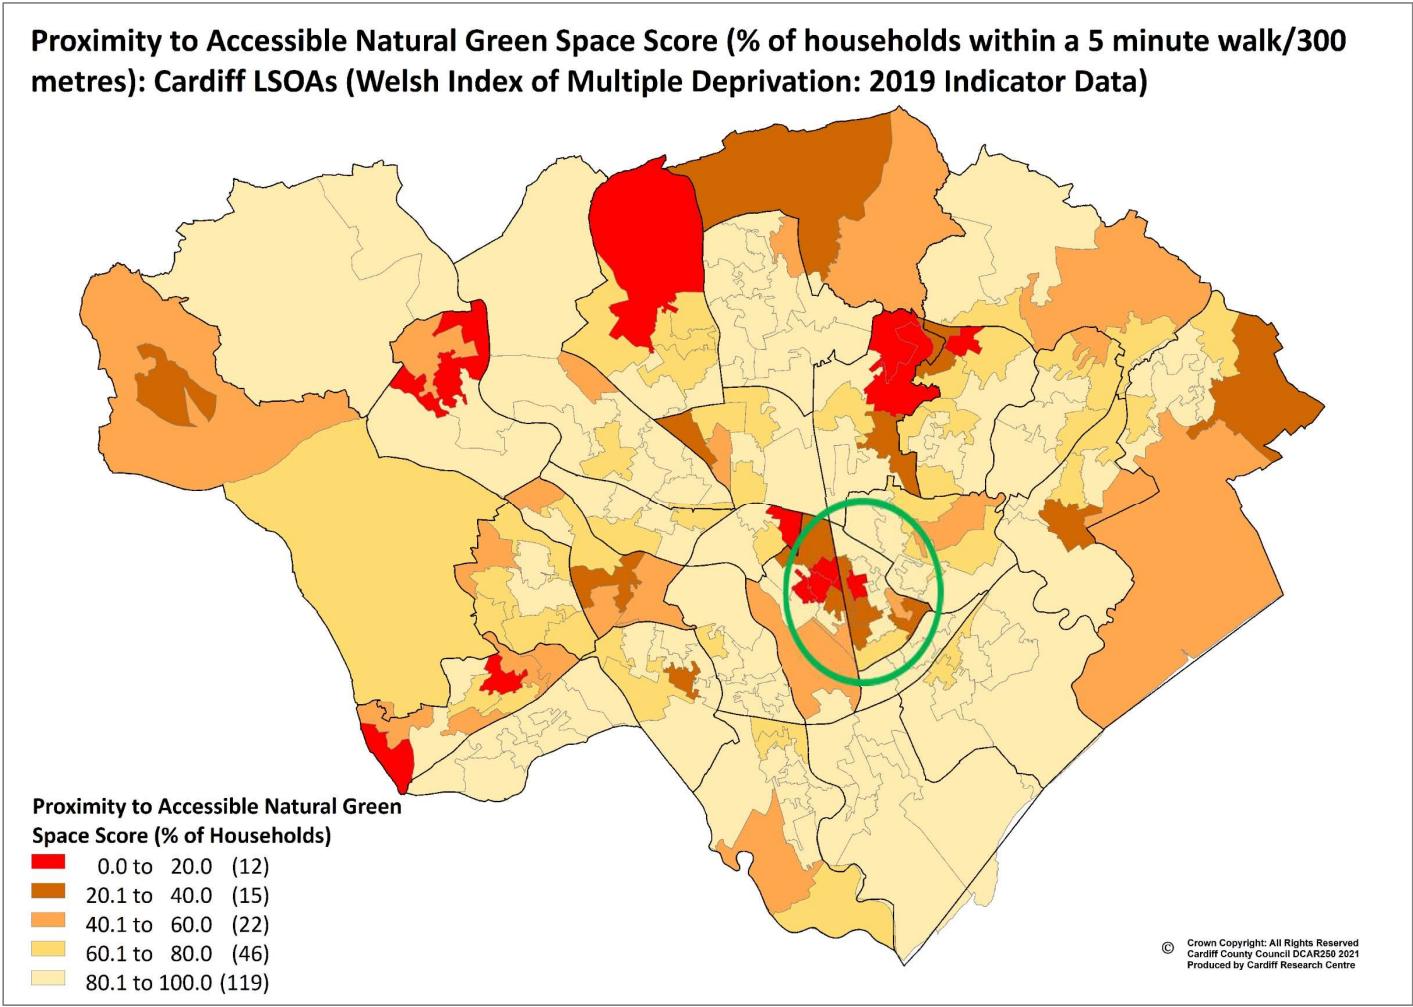 Proximity to Accessible Natural Green Space Score (% of households within a 5 minute walk/300
metres): Cardiff LSOAs (Welsh Index of Multiple Deprivation: 2019 Indicator Data)
Proximity to Accessible Natural Green
Space Score (% of Households)
0.0 to 20.0 (12)
20.1 to 40.0 (15)
40.1 to 60.0 (22)
60.1 to 80.0 (46)
80.1 to 100.0 (119)
© Crown Copyright: All Rights Reserved
Cardiff County Council DCAR250 2021
Produced by Cardiff Research Centre